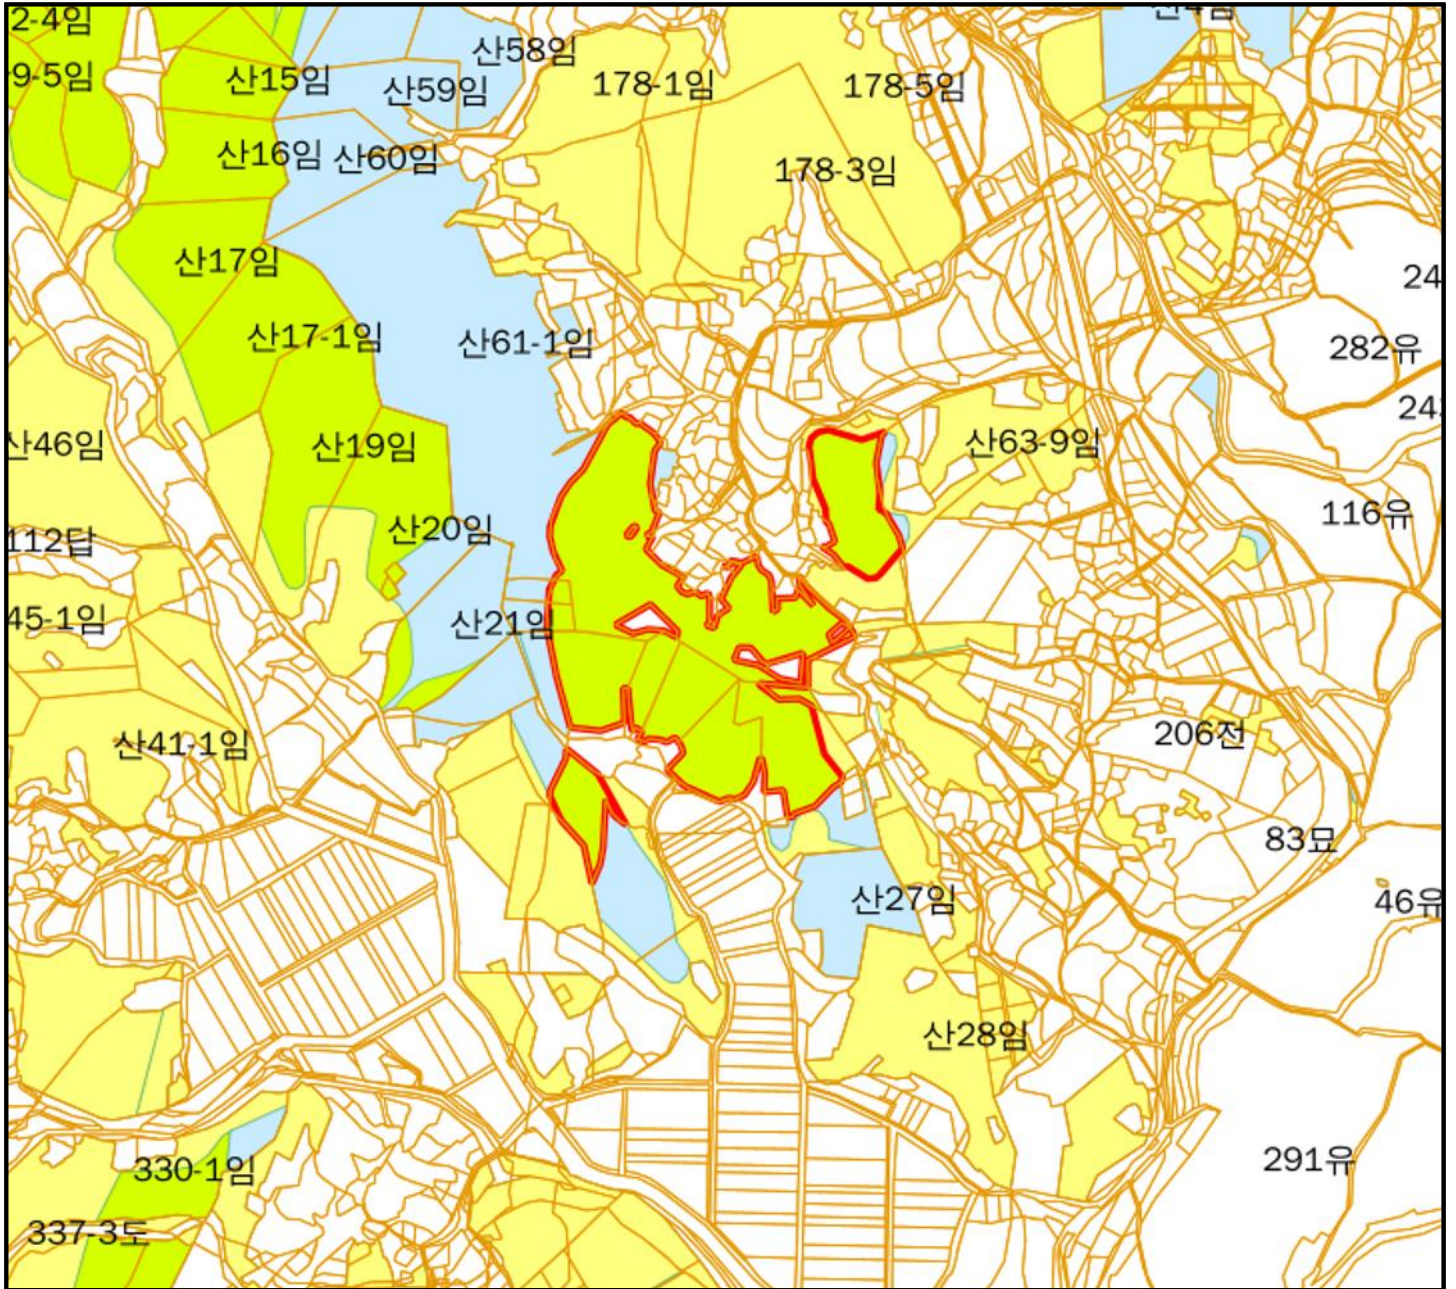 2-4임
산58임
9-5임
산15임
산59임
178-1임
178-5임
산16임
산60임
178-3임
산17임
24
산17-1임
산61-1임
282유
24
산46임
산19임
산63-9임
116유
112답
산20임
45-1임
산21임
산41-1임
206전
83묘
산27임
46유
산28임
330-1임
291유
337-3도